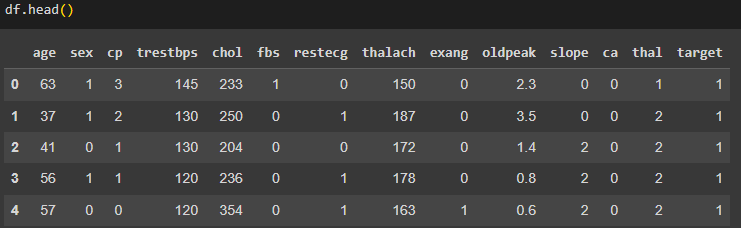 df.head()
age sex cp trestbps chol fbs restecg thalach exang oldpeak slope ca thal target
0 63 1 3 145 233 1 0 150 0 2.3 0 0 1 1
1 37 1 2 130 250 0 1 187 0 3.5 0 0 2 1
2 41 0 1 130 204 0 0 172 0 1.4 2 0 2 1
3 56 1 1 120 236 0 1 178 0 0.8 2 0 2 1
4 57 0 0 120 354 0 1 163 1 0.6 2 0 2 1